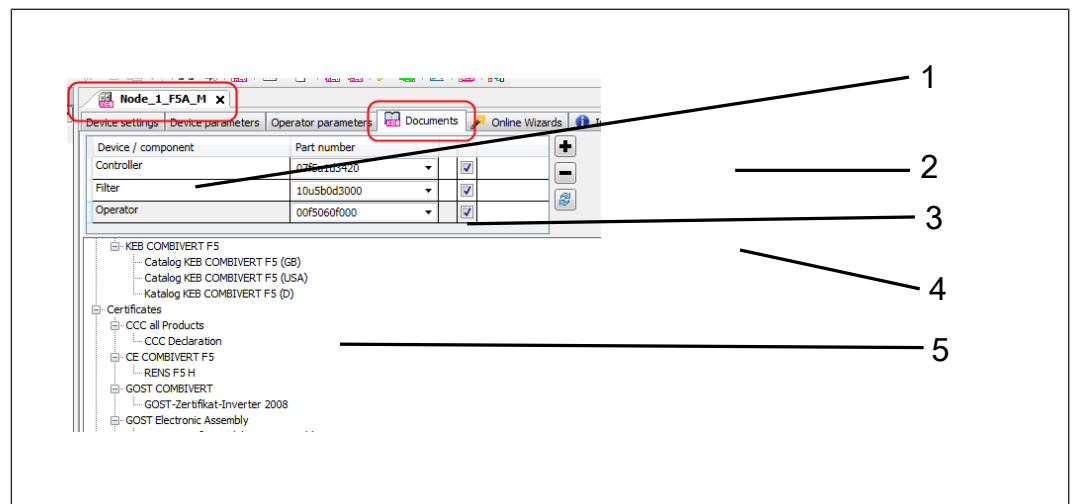 Node_1_F5A_M x
Device settings Device parameters Operator parameters Documents Online Wizards
Device / component Part number
Controller 07f5a1d3420
Filter 10u5b0d3000
Operator 00f5060f000
KEB COMBIVERT F5
Catalog KEB COMBIVERT F5 (GB)
Catalog KEB COMBIVERT F5 (USA)
Katalog KEB COMBIVERT F5 (D)
Certificates
CCC all Products
CCC Dedaration
CE COMBIVERT F5
RENS F5 H
GOST COMBIVERT
GOST-Zertifikat-Inverter 2008
GOST Electronic Assembly
1
2
3
4
5